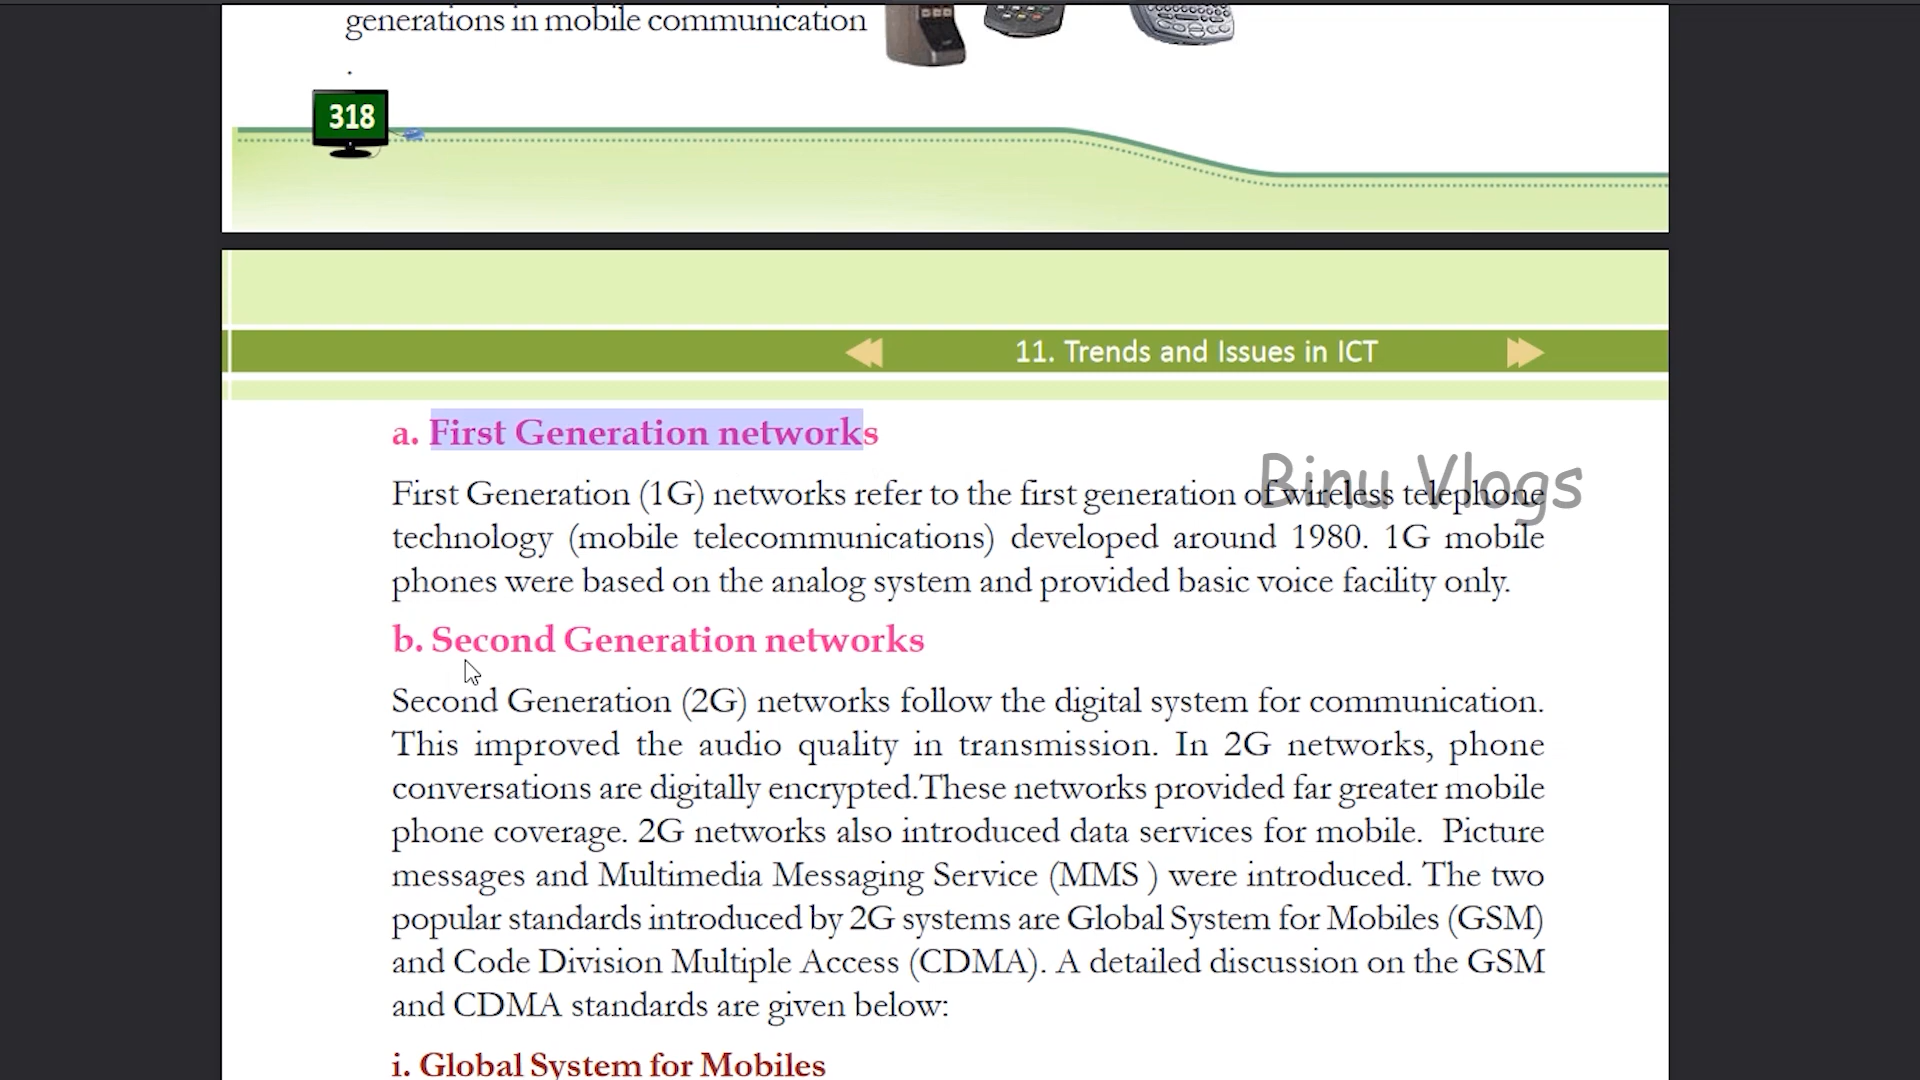 generations in mobile communication
.
318
11. Trends and Issues in ICT
a. First Generation networks
Binu Vlogs
First Generation (1G) networks refer to the first generation of wireless telephone
technology (mobile telecommunications) developed around 1980. 1G mobile
phones were based on the analog system and provided basic voice facility only.
b. Second Generation networks
Second Generation (2G) networks follow the digital system for communication.
This improved the audio quality in transmission. In 2G networks, phone
conversations are digitally encrypted.These networks provided far greater mobile
phone coverage. 2G networks also introduced data services for mobile. Picture
messages and Multimedia Messaging Service (MMS ) were introduced. The two
popular standards introduced by 2G systems are Global System for Mobiles (GSM)
and Code Division Multiple Access (CDMA). A detailed discussion on the GSM
and CDMA standards are given below:
i. Global System for Mobiles